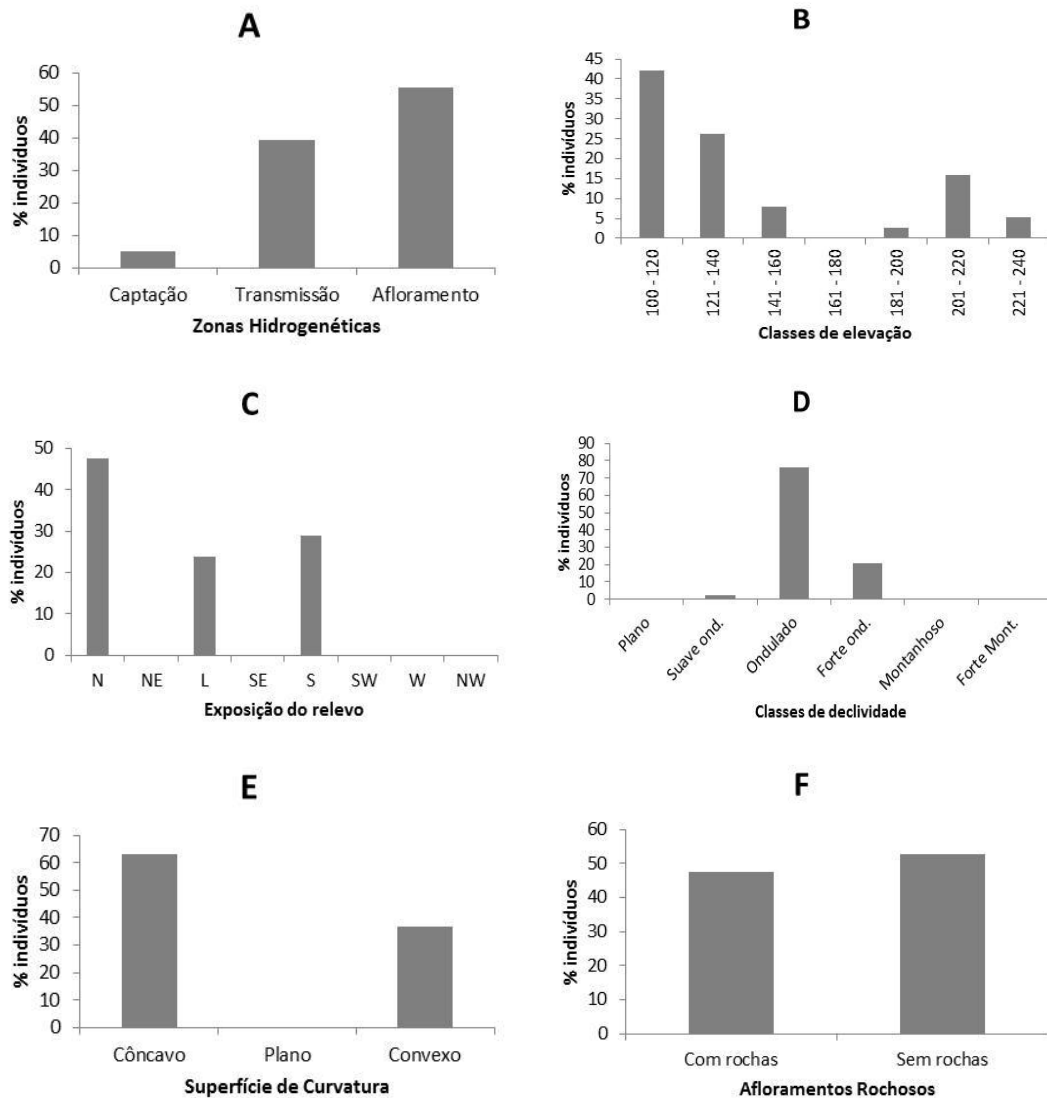 A
% indivíduos
60
50
40
30
20
10
0
Captação
Transmissão
Afloramento
Zonas Hidrogenéticas
B
% indivíduos
45
40
35
30
25
20
15
10
5
0
100 - 120
121 - 140
141 - 160
161 - 180
181 - 200
201 - 220
221 - 240
Classes de elevação
C
% indivíduos
50
40
30
20
10
0
N
NE
L
SE
S
SW
W
NW
Exposição do relevo
D
% indivíduos
90
80
70
60
50
40
30
20
10
0
Plano
Suave ond.
Ondulado
Forte ond.
Montanhoso
Forte Mont.
Classes de declividade
E
% indivíduos
70
60
50
40
30
20
10
0
Côncavo
Plano
Convexo
Superfície de Curvatura
F
% indivíduos
60
50
40
30
20
10
0
Com rochas
Sem rochas
Afloramentos Rochosos